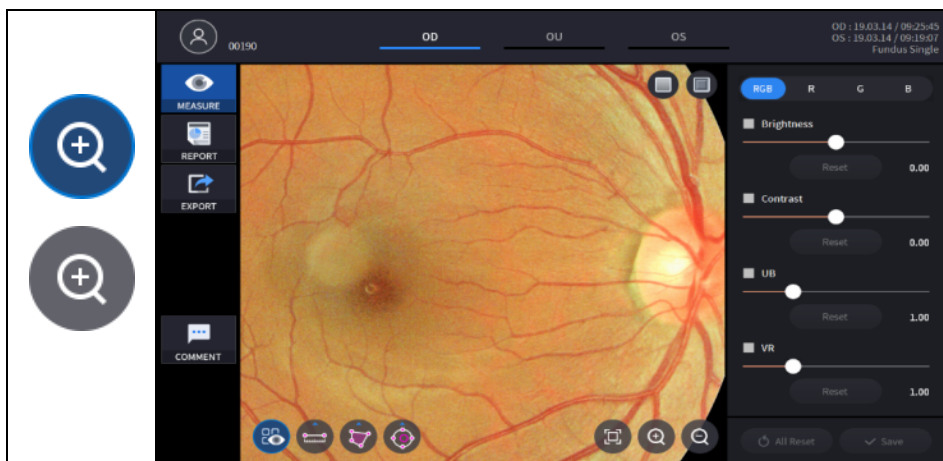 00190
OD
OU
OS
OD : 19.03.14 / 09:25:45
OS : 19.03.14 / 09:19:07
Fundus Single
MEASURE
REPORT
EXPORT
COMMENT
RGB R G B
Brightness
Reset 0.00
Contrast
Reset 0.00
UB
Reset 1.00
VR
Reset 1.00
All Reset
Save